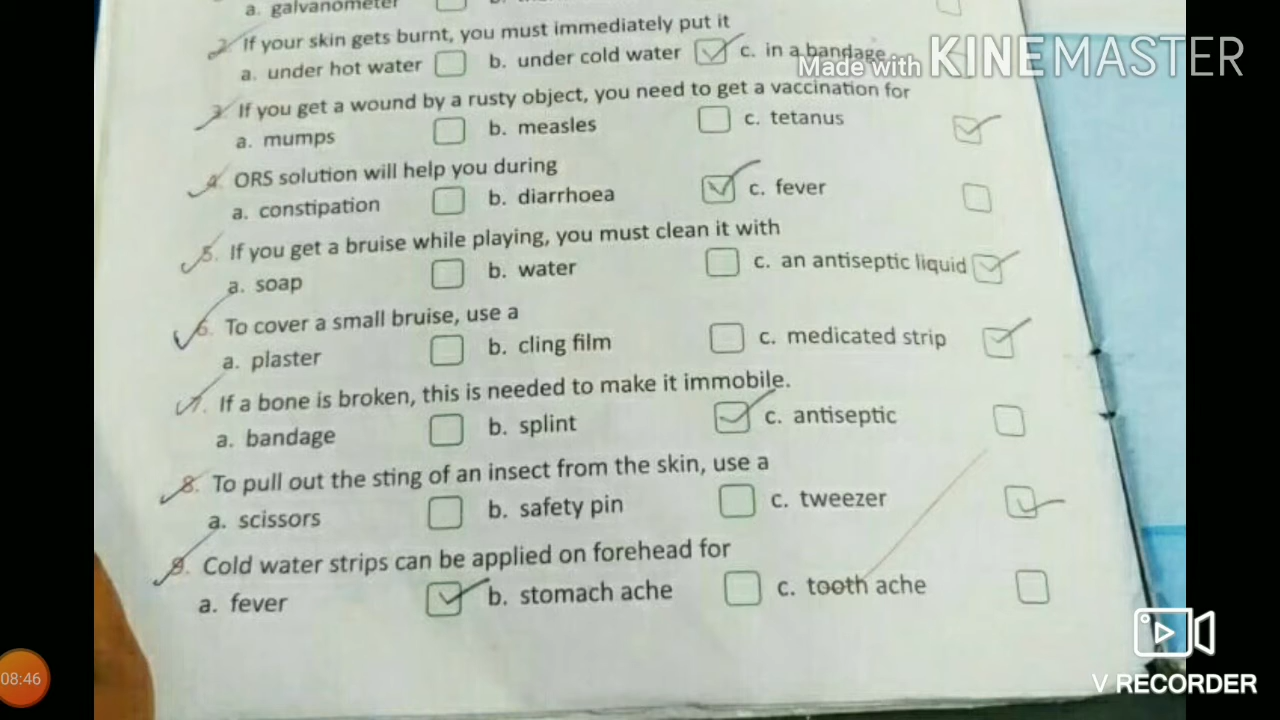 a. galvanometer
2. If your skin gets burnt, you must immediately put it
a. under hot water b. under cold water c. in a bandage
Made with KINEMASTER
3. If you get a wound by a rusty object, you need to get a vaccination for
a. mumps b. measles c. tetanus
4. ORS solution will help you during
a. constipation b. diarrhoea c. fever
5. If you get a bruise while playing, you must clean it with
a. soap b. water c. an antiseptic liquid
6. To cover a small bruise, use a
a. plaster b. cling film c. medicated strip
7. If a bone is broken, this is needed to make it immobile.
a. bandage b. splint c. antiseptic
8. To pull out the sting of an insect from the skin, use a
a. scissors b. safety pin c. tweezer
9. Cold water strips can be applied on forehead for
a. fever b. stomach ache c. tooth ache
08:46
V RECORDER